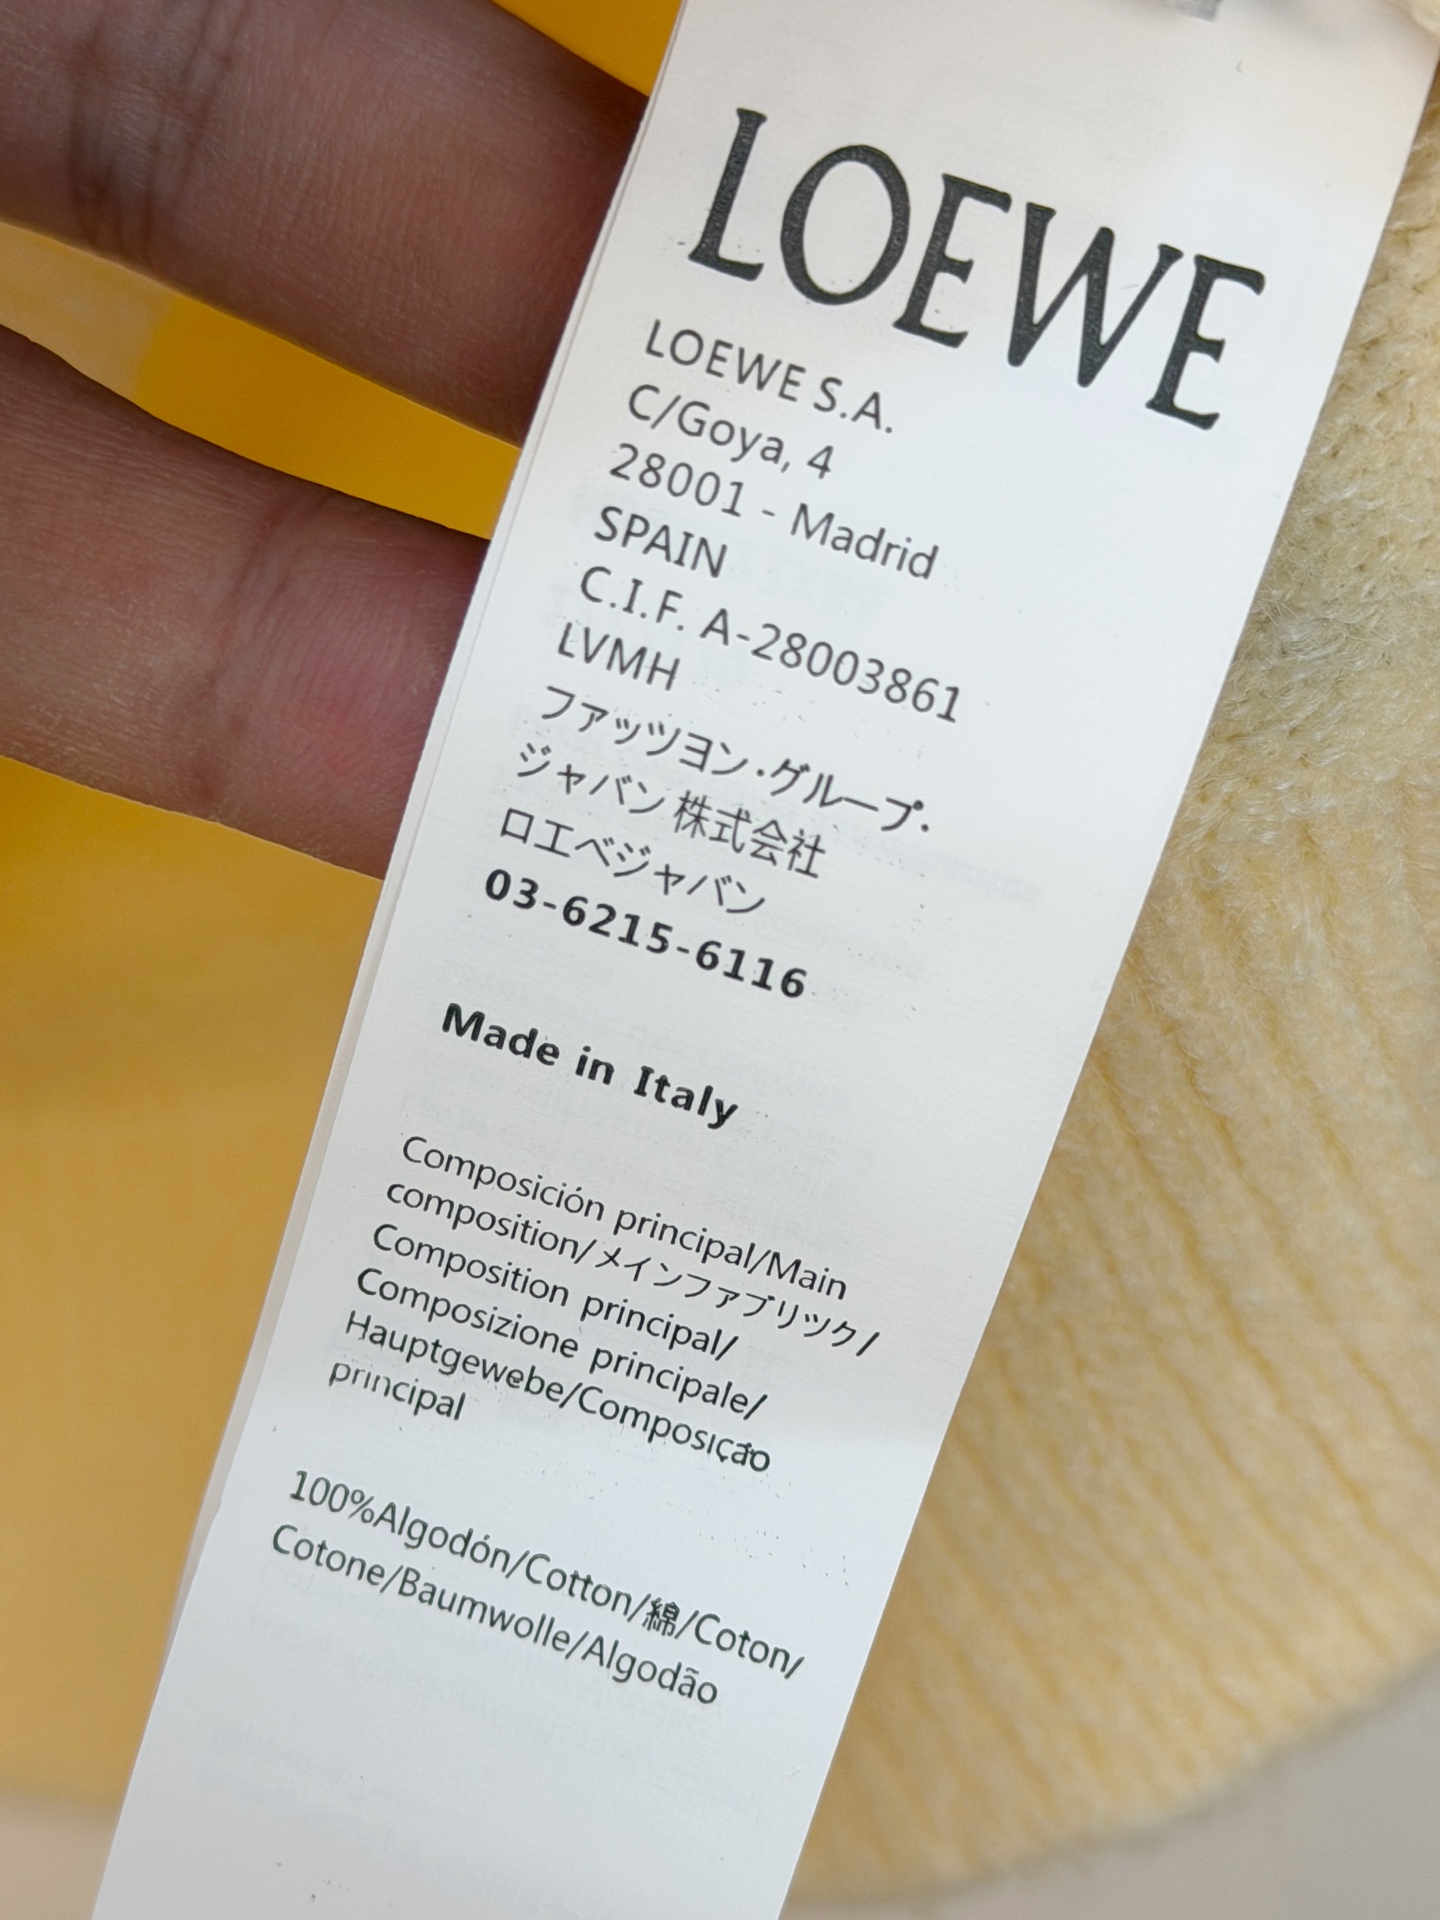 LOEWE
LOEWE S.A.
C/Goya, 4
28001 - Madrid
SPAIN
C.I.F. A-28003861
LVMH
ファッツヨン·グループ·
ジャバン 株式会社
ロエベジャバン
03-6215-6116
Made in Italy
Composición principal/Main
composition/メインファブリツク/
Composition principal/
Composizione principale/
Hauptgewebe/Composição
principal
100%Algodón/Cotton/綿/Coton/
Cotone/Baumwolle/Algodão